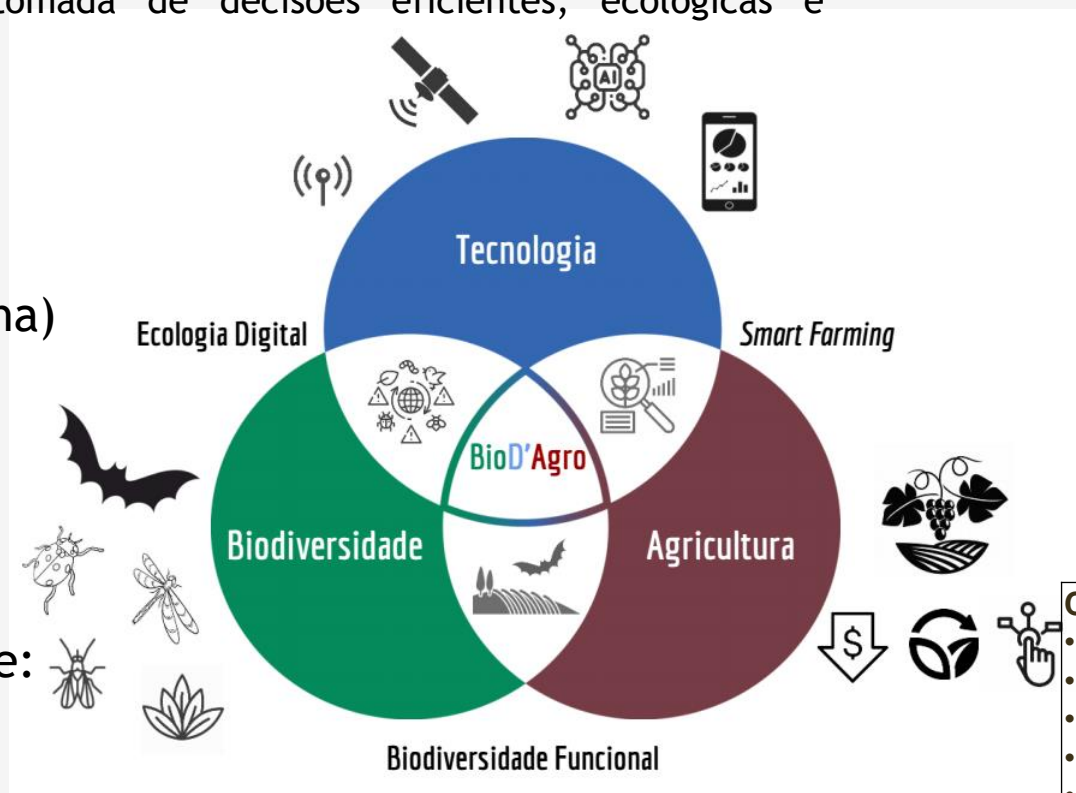 tomada de decisões eficientes, ecológicas e
AI
Tecnologia
na)
Ecologia Digital
Smart Farming
BioD'Agro
Biodiversidade
Agricultura
$
e:
Biodiversidade Funcional